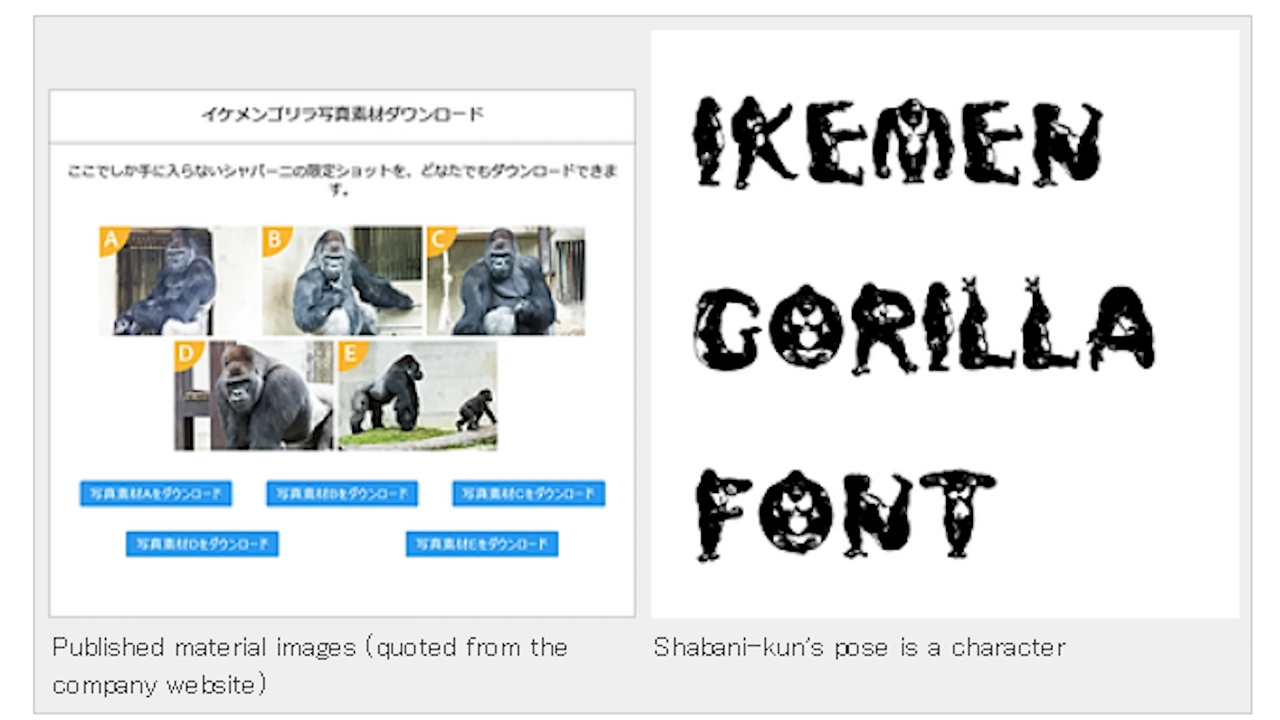 イケメンゴリラ写真素材ダウンロード
ここでしか手に入らないシャバーニの限定ショットを、どなたでもダウンロードできま
す。
A
B
C
D
E
写真素材Aをダウンロード
写真素材Bをダウンロード
写真素材Cをダウンロード
写真素材Dをダウンロード
写真素材Eをダウンロード
Published material images (quoted from the
company website)
IKEMEN
GORILLA
FONT
Shabani-kun's pose is a character